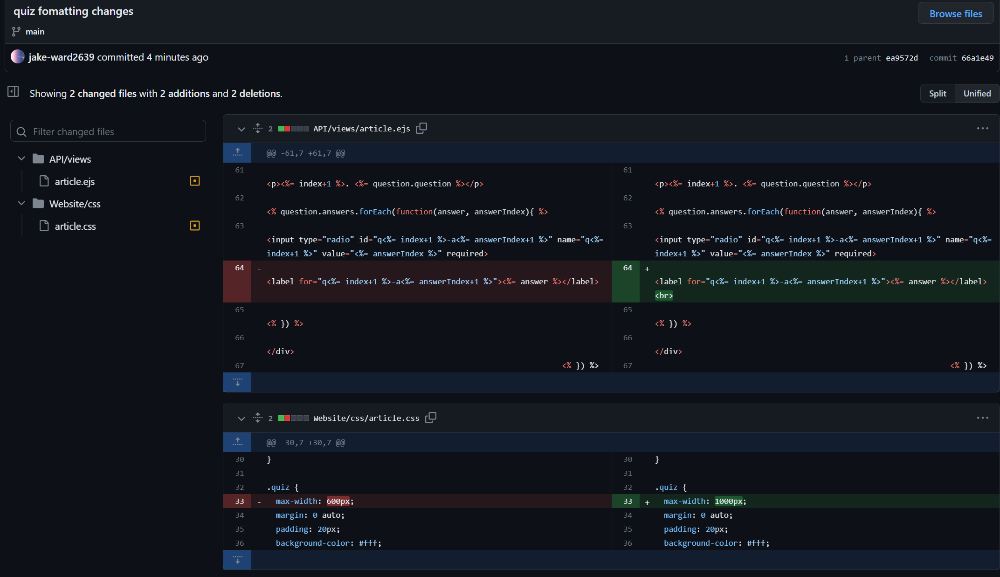 quiz fomatting changes
Browse files
main
jake-ward2639 committed 4 minutes ago
1 parent ea9572d commit 66a1e49
Showing 2 changed files with 2 additions and 2 deletions.
Split Unified
Filter changed files
API/views
article.ejs
Website/css
article.css
2 API/views/article.ejs
@@ -61,7 +61,7 @@
61
<p><%= index+1 %>. <%= question.question %></p>
62
<% question.answers.forEach(function(answer, answerIndex){ %>
63
<input type="radio" id="q<%= index+1 %>-a<%= answerIndex+1 %>" name="q<%=
index+1 %>" value="<%= answerIndex %>" required>
64 -
<label for="q<%= index+1 %>-a<%= answerIndex+1 %>"><%= answer %></label>
65
<% }) %>
66
</div>
67 <% }) %>
61
<p><%= index+1 %>. <%= question.question %></p>
62
<% question.answers.forEach(function(answer, answerIndex){ %>
63
<input type="radio" id="q<%= index+1 %>-a<%= answerIndex+1 %>" name="q<%=
index+1 %>" value="<%= answerIndex %>" required>
64 +
<label for="q<%= index+1 %>-a<%= answerIndex+1 %>"><%= answer %></label>
<br>
65
<% }) %>
66
</div>
67 <% }) %>
2 Website/css/article.css
@@ -30,7 +30,7 @@
30 }
31
32 .quiz {
33 - max-width: 600px;
34 margin: 0 auto;
35 padding: 20px;
36 background-color: #fff;
30 }
31
32 .quiz {
33 + max-width: 1000px;
34 margin: 0 auto;
35 padding: 20px;
36 background-color: #fff;